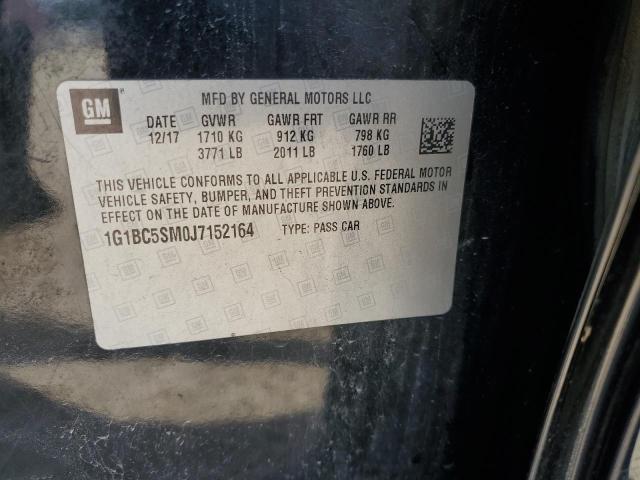 GM
MFD BY GENERAL MOTORS LLC
DATE GVWR GAWR FRT GAWR RR
12/17 1710 KG 912 KG 798 KG
3771 LB 2011 LB 1760 LB
THIS VEHICLE CONFORMS TO ALL APPLICABLE U.S. FEDERAL MOTOR
VEHICLE SAFETY, BUMPER, AND THEFT PREVENTION STANDARDS IN
EFFECT ON THE DATE OF MANUFACTURE SHOWN ABOVE.
1G1BC5SM0J7152164 TYPE: PASS CAR